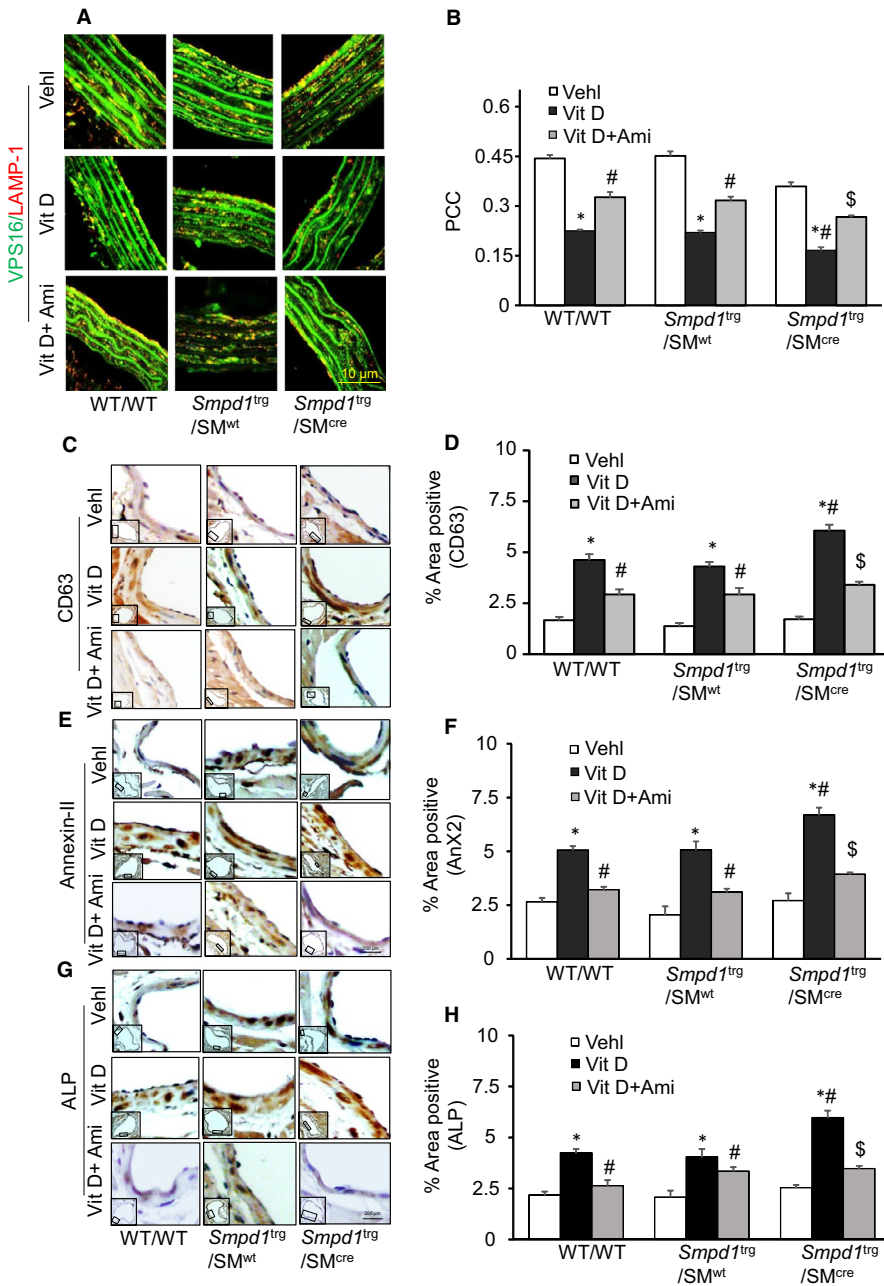 A
VPS16/LAMP-1
Vehl
Vit D
Vit D+ Ami
10 µm
WT/WT
Smpd1trg
/SMwt
Smpd1trg
/SMcre
B
Vehl
Vit D
Vit D+Ami
PCC
0.6
0.45
0.3
0.15
0
*
#
*
#
*#
$
WT/WT
Smpd1trg
/SMwt
Smpd1trg
/SMcre
C
CD63
Vehl
Vit D
Vit D+ Ami
D
Vehl
Vit D
Vit D+Ami
% Area positive
(CD63)
10
7.5
5
2.5
0
*
#
*
#
*#
$
WT/WT
Smpd1trg
/SMwt
Smpd1trg
/SMcre
E
Annexin-II
Vehl
Vit D
Vit D+ Ami
200 µm
F
Vehl
Vit D
Vit D+Ami
% Area positive
(AnX2)
10
7.5
5
2.5
0
*
#
*
#
*#
$
WT/WT
Smpd1trg
/SMwt
Smpd1trg
/SMcre
G
ALP
Vehl
Vit D
Vit D+ Ami
200 µm
WT/WT
Smpd1trg
/SMwt
Smpd1trg
/SMcre
H
Vehl
Vit D
Vit D+Ami
% Area positive
(ALP)
10
7.5
5
2.5
0
*
#
*
#
*#
$
WT/WT
Smpd1trg
/SMwt
Smpd1trg
/SMcre